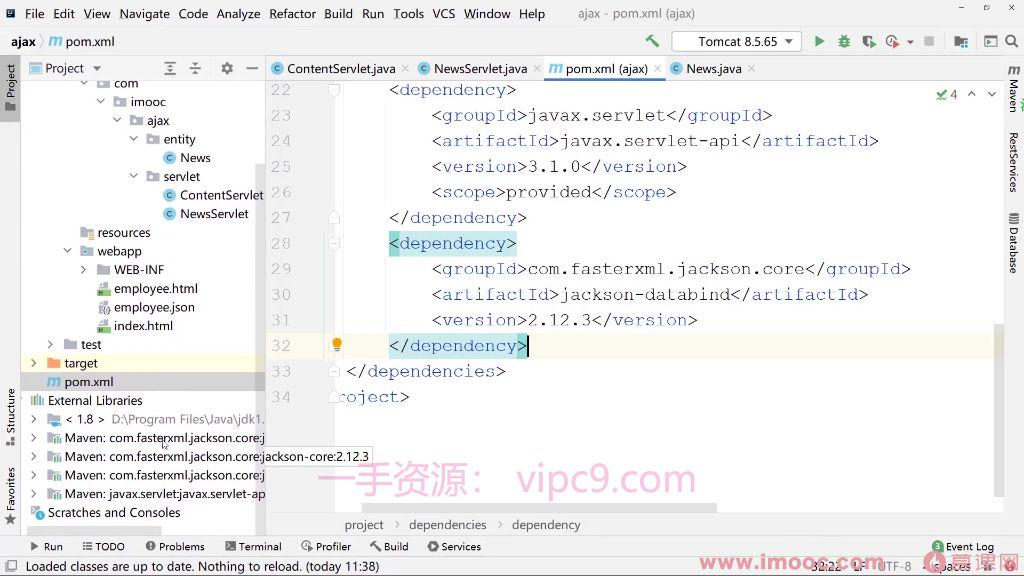 File Edit View Navigate Code Analyze Refactor Build Run Tools VCS Window Help ajax - pom.xml (ajax)
ajax pom.xml Tomcat 8.5.65
Project ContentServlet.java NewsServlet.java pom.xml (ajax) News.java
22 <dependency> 4
23 <groupId>javax.servlet</groupId>
24 <artifactId>javax.servlet-api</artifactId>
25 <version>3.1.0</version>
26 <scope>provided</scope>
27 </dependency>
28 <dependency>
29 <groupId>com.fasterxml.jackson.core</groupId>
30 <artifactId>jackson-databind</artifactId>
31 <version>2.12.3</version>
32 </dependency>
33 </dependencies>
34 roject>
com
imooc
ajax
entity
News
servlet
ContentServlet
NewsServlet
resources
webapp
WEB-INF
employee.html
employee.json
index.html
test
target
pom.xml
External Libraries
< 1.8 > D:\Program Files\Java\jdk1.
Maven: com.fasterxml.jackson.core:j
Maven: com.fasterxml.jackson.core:jackson-core:2.12.3
Maven: com.fasterxml.jackson.core:j
Maven: javax.servlet:javax.servlet-ap
Scratches and Consoles
Project
Structure
Favorites
Maven
RestServices
Database
一手资源： vipc9.com
project dependencies dependency
Run TODO Problems Terminal Profiler Build Services 3 Event Log
Loaded classes are up to date. Nothing to reload. (today 11:38) 32:22 LF UTF-8 4 spaces
www.imooc.com 慕课网